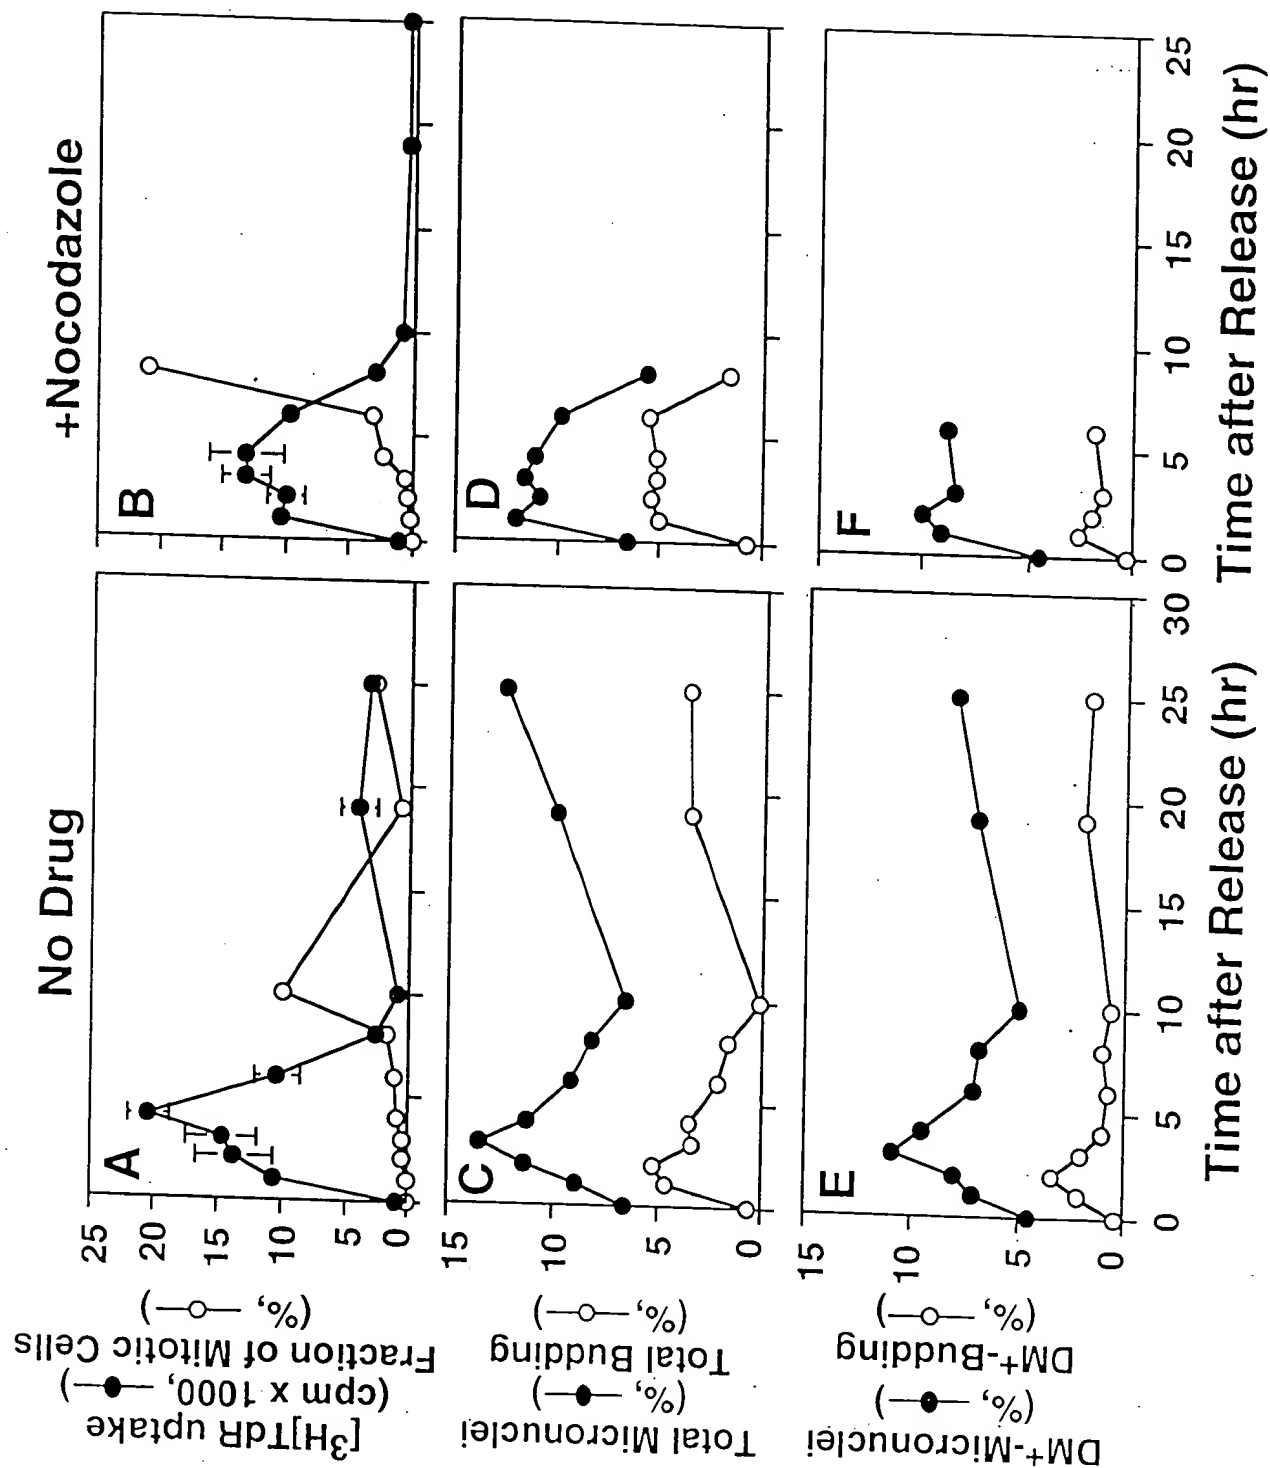 No Drug
+Nocodazole
[³H]TdR uptake
(cpm x 1000, —●—)
Fraction of Mitotic Cells
(%, —○—)
25
20
15
10
5
0
A
B
Total Micronuclei
(%, —●—)
Total Budding
(%, —○—)
15
10
5
0
C
D
DM⁺-Micronuclei
(%, —●—)
DM⁺-Budding
(%, —○—)
15
10
5
0
E
F
0 5 10 15 20 25 30
0 5 10 15 20 25
Time after Release (hr)
Time after Release (hr)